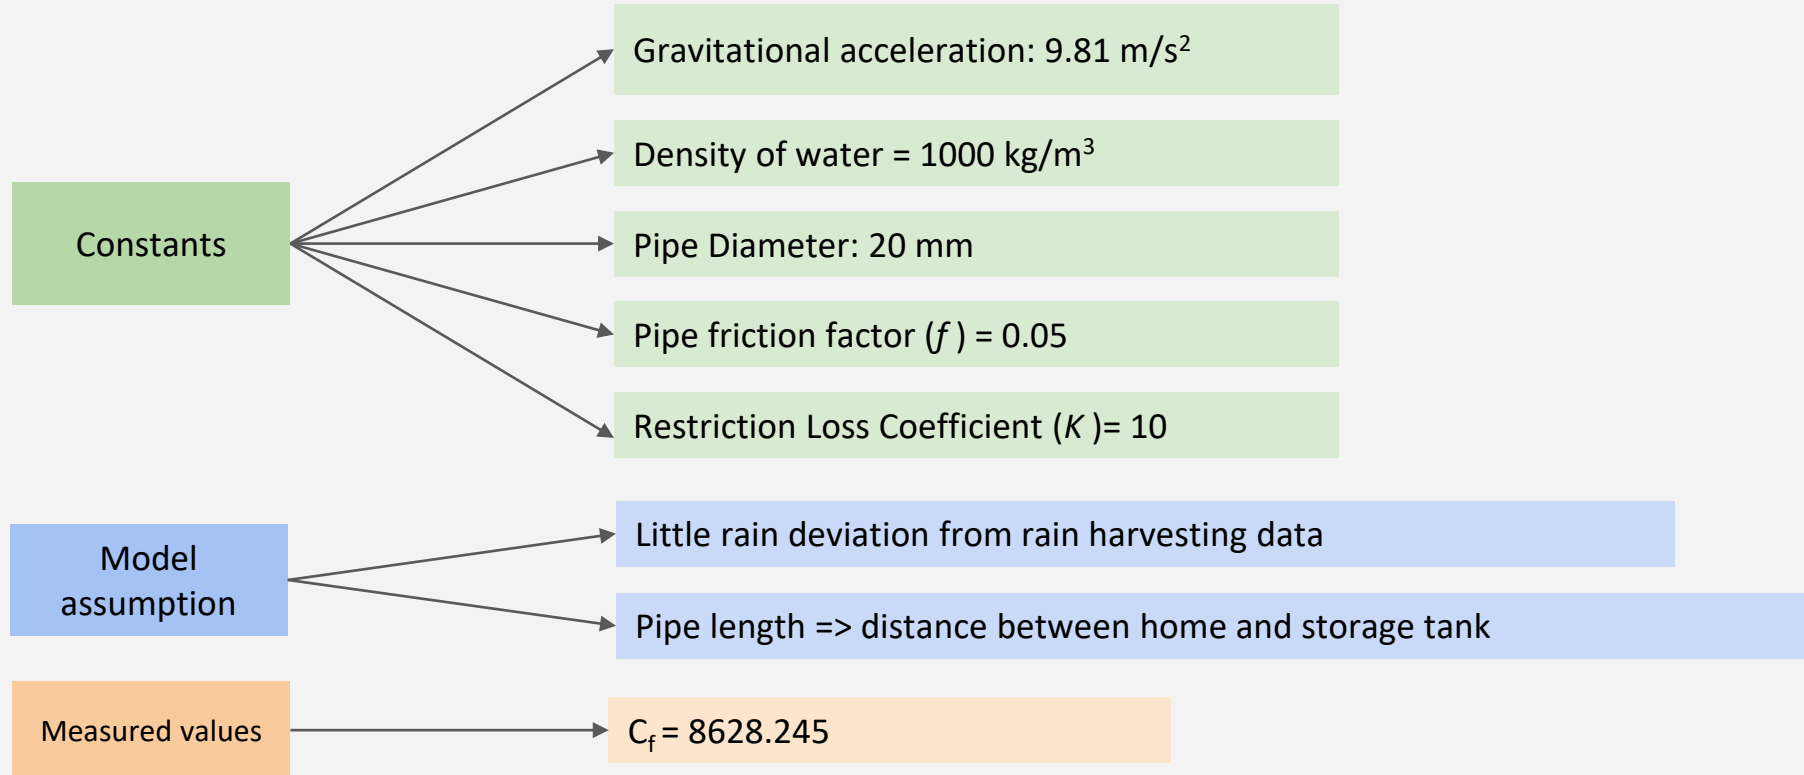 Constants
Gravitational acceleration: 9.81 m/s²
Density of water = 1000 kg/m³
Pipe Diameter: 20 mm
Pipe friction factor (f ) = 0.05
Restriction Loss Coefficient (K )= 10
Model
assumption
Little rain deviation from rain harvesting data
Pipe length => distance between home and storage tank
Measured values
C_f = 8628.245